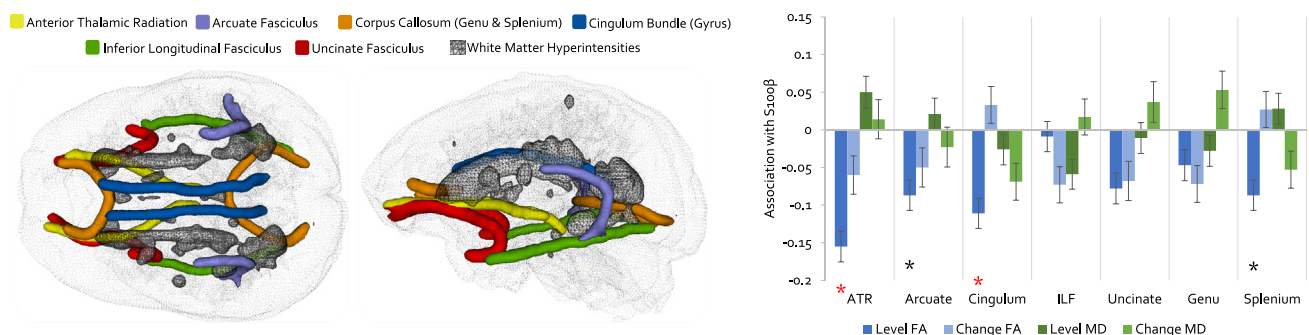 Anterior Thalamic Radiation Arcuate Fasciculus Corpus Callosum (Genu & Splenium) Cingulum Bundle (Gyrus)
Inferior Longitudinal Fasciculus Uncinate Fasciculus White Matter Hyperintensities
Association with S100β
0.15
0.1
0.05
0
-0.05
-0.1
-0.15
-0.2
* * * *
ATR Arcuate Cingulum ILF Uncinate Genu Splenium
Level FA Change FA Level MD Change MD